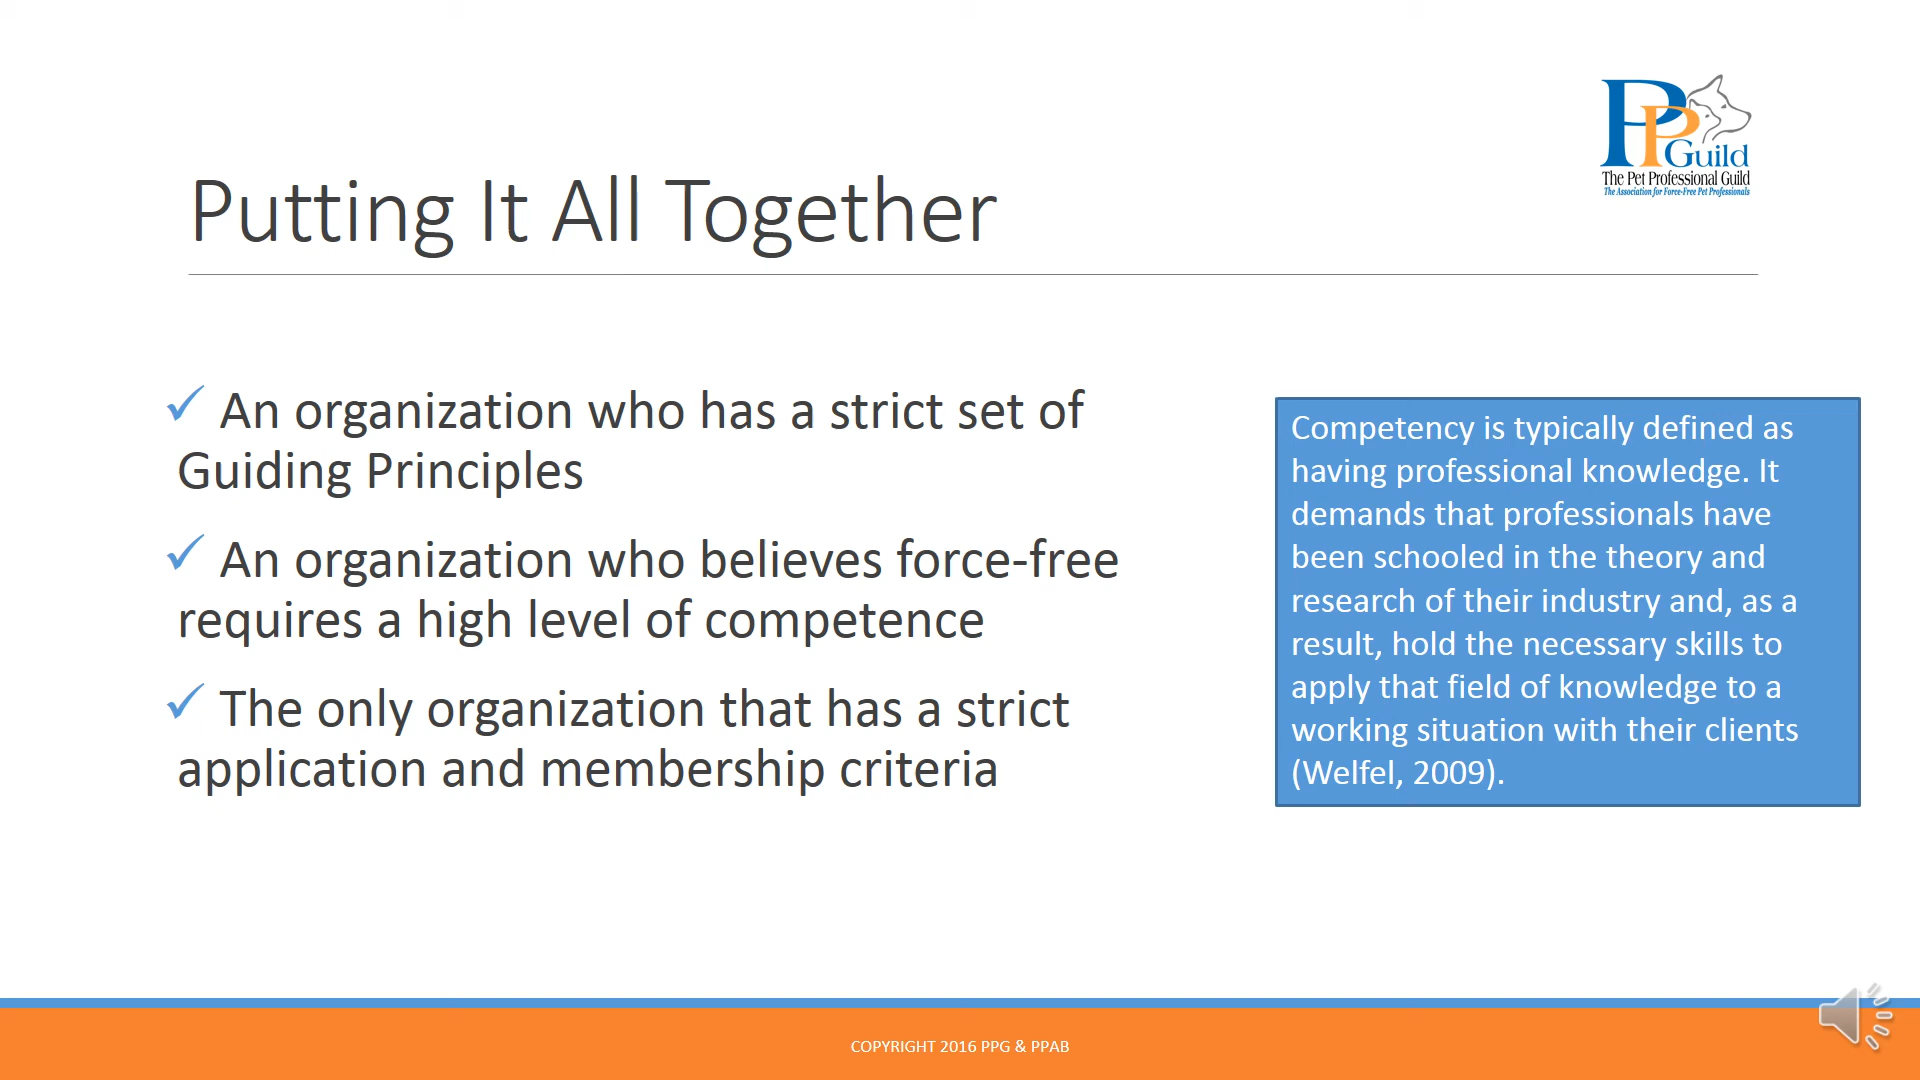 PP
Guild
The Pet Professional Guild
The Association for Force-Free Pet Professionals
Putting It All Together
✓ An organization who has a strict set of
Guiding Principles
✓ An organization who believes force-free
requires a high level of competence
✓ The only organization that has a strict
application and membership criteria
Competency is typically defined as
having professional knowledge. It
demands that professionals have
been schooled in the theory and
research of their industry and, as a
result, hold the necessary skills to
apply that field of knowledge to a
working situation with their clients
(Welfel, 2009).
COPYRIGHT 2016 PPG & PPAB